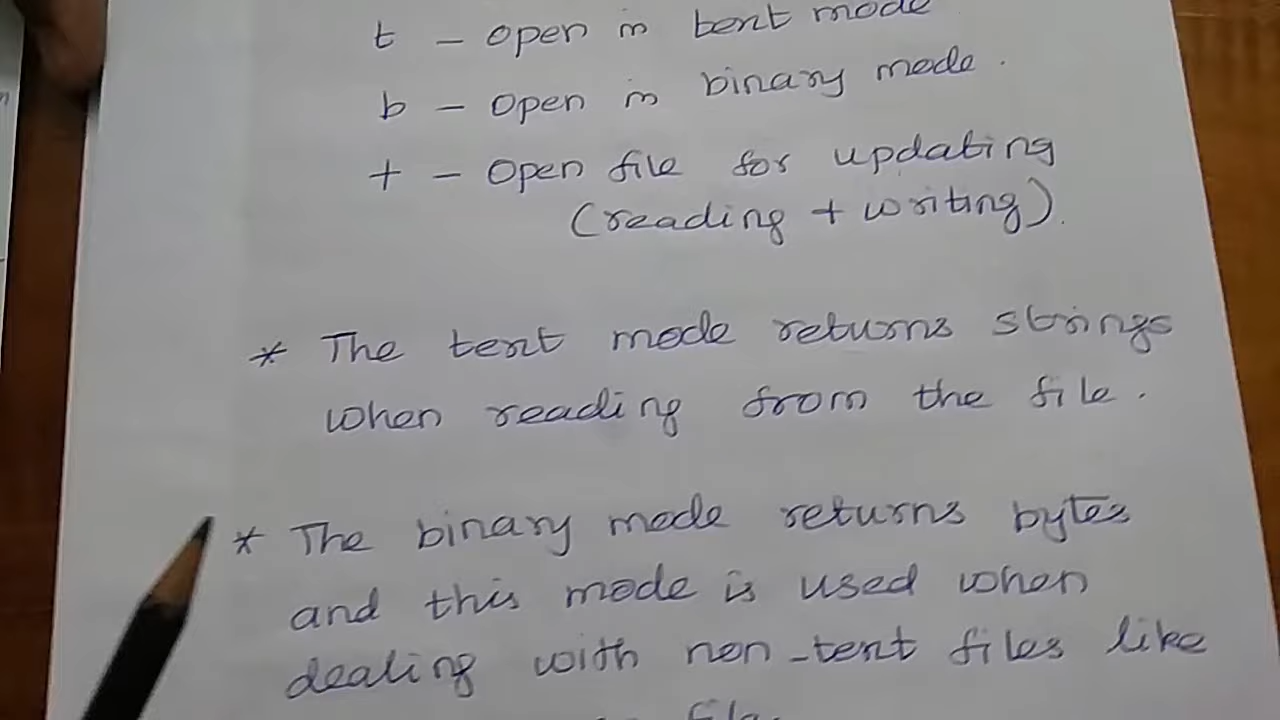 t - open in text mode
b - open in binary mode.
+ - open file for updating
(reading + writing).
* The text mode returns strings
when reading from the file.
* The binary mode returns bytes
and this mode is used when
dealing with non-text files like